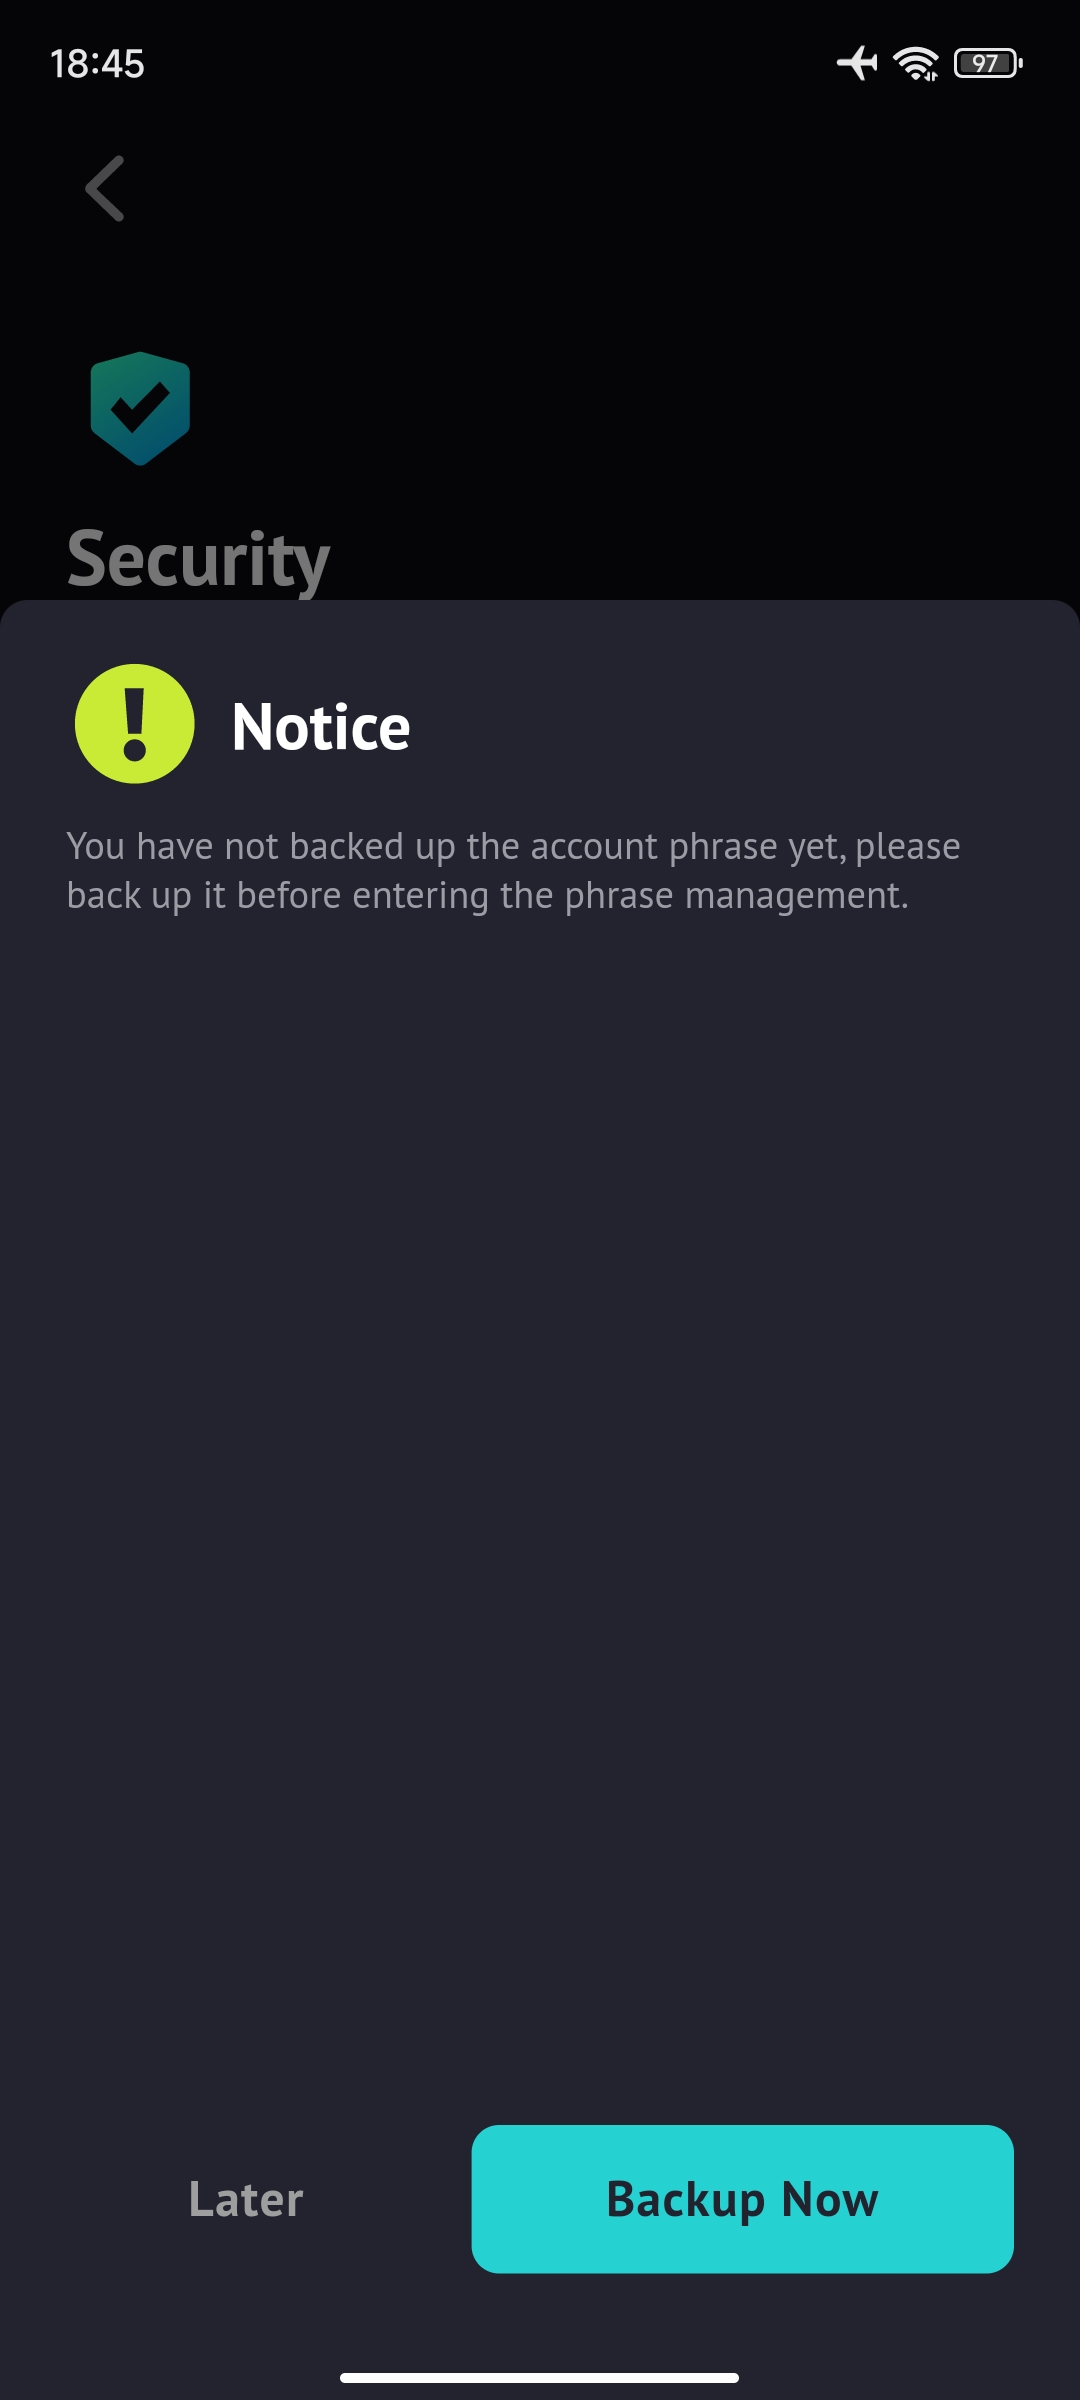 18:45
97
Security
Notice
You have not backed up the account phrase yet, please
back up it before entering the phrase management.
Later
Backup Now